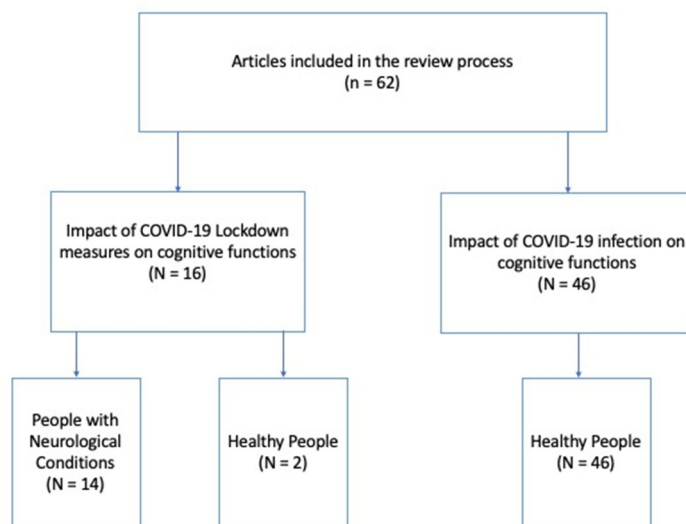 Articles included in the review process
(n = 62)
Impact of COVID-19 Lockdown
measures on cognitive functions
(N = 16)
Impact of COVID-19 infection on
cognitive functions
(N = 46)
People with
Neurological
Conditions
(N = 14)
Healthy People
(N = 2)
Healthy People
(N = 46)